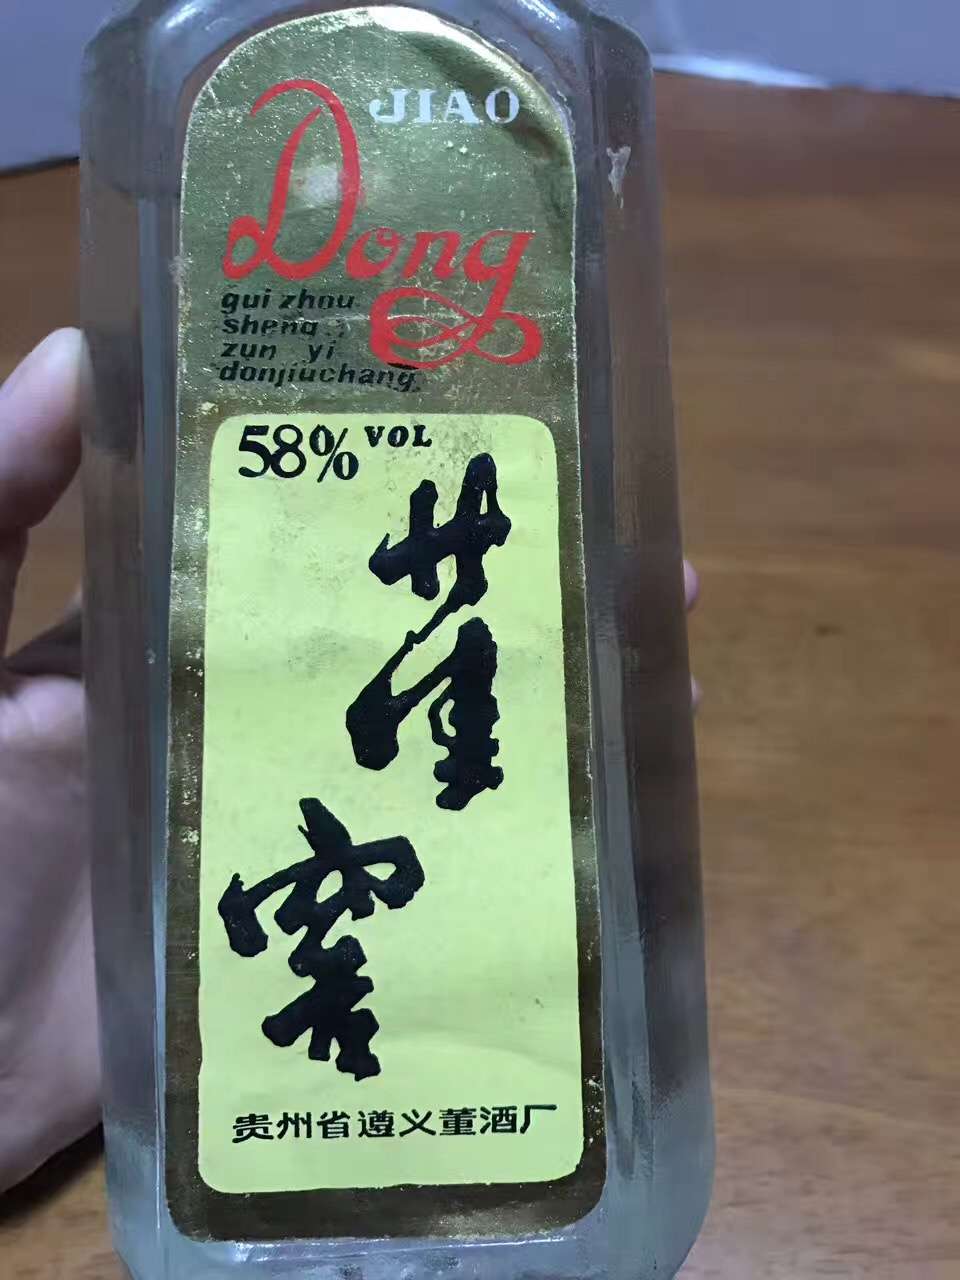 JIAO
Dong
gui zhou
sheng
zun yi
donjiuchang
58% VOL
董
窖
贵州省遵义董酒厂